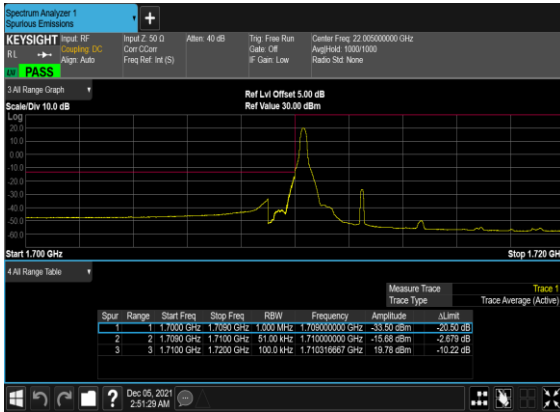 Spectrum Analyzer 1
Spurious Emissions
+
KEYSIGHT Input: RF Input Z: 50 Ω Atten: 40 dB Trig: Free Run Center Freq: 22.005000000 GHz
RL Coupling: DC Corr CCorr Gate: Off Avg|Hold: 1000/1000
Align: Auto Freq Ref: Int (S) IF Gain: Low Radio Std: None
PASS
3 All Range Graph
Ref Lvl Offset 5.00 dB
Scale/Div 10.0 dB Ref Value 30.00 dBm
Log
20.0
10.0
0.00
-10.0
-20.0
-30.0
-40.0
-50.0
-60.0
Start 1.700 GHz Stop 1.720 GH
4 All Range Table
Measure Trace Trace 1
Trace Type Trace Average (Active)
Spur Range Start Freq Stop Freq RBW Frequency Amplitude ΔLimit
1 1 1.7000 GHz 1.7090 GHz 1.000 MHz 1.709000000 GHz -33.50 dBm -20.50 dB
2 2 1.7090 GHz 1.7100 GHz 51.00 kHz 1.710000000 GHz -15.68 dBm -2.679 dB
3 3 1.7100 GHz 1.7200 GHz 100.0 kHz 1.710316667 GHz 19.78 dBm -10.22 dB
? Dec 05, 2021
2:51:29 AM